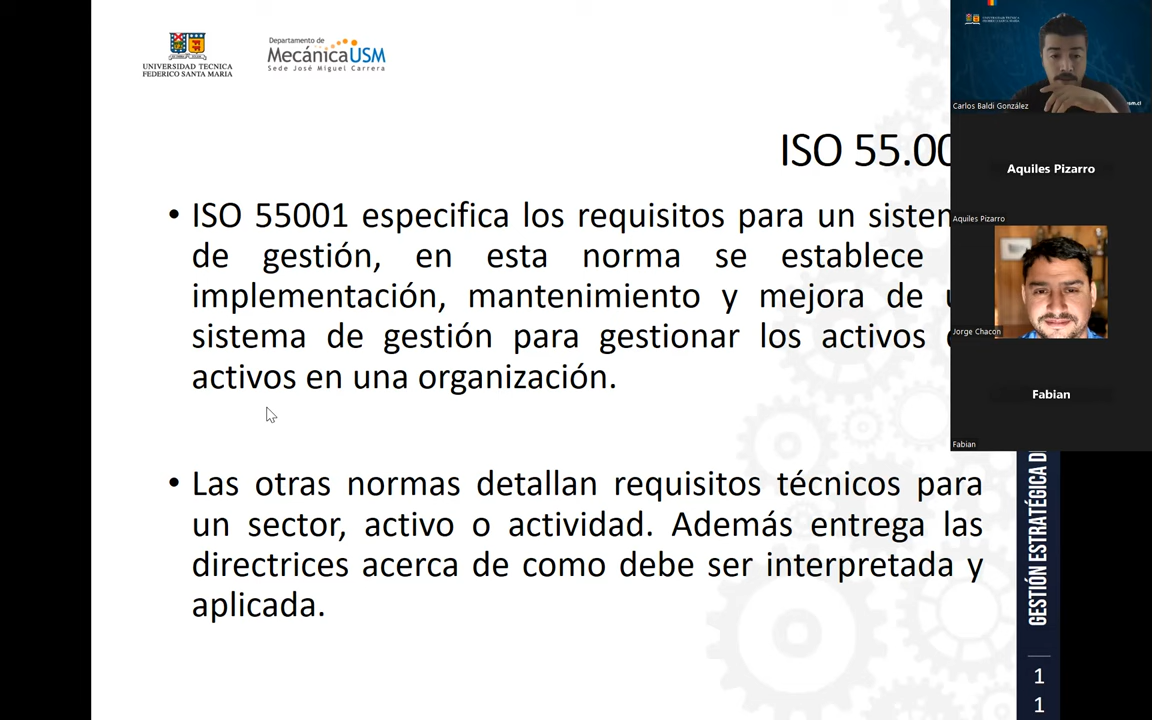 UNIVERSIDAD TECNICA
FEDERICO SANTA MARIA
Departamento de
MecánicaUSM
Sede José Miguel Carrera
ISO 55.00
• ISO 55001 especifica los requisitos para un sistem
de gestión, en esta norma se establece
implementación, mantenimiento y mejora de u
sistema de gestión para gestionar los activos
activos en una organización.
• Las otras normas detallan requisitos técnicos para
un sector, activo o actividad. Además entrega las
directrices acerca de como debe ser interpretada y
aplicada.
Carlos Baldi González
Aquiles Pizarro
Aquiles Pizarro
Jorge Chacon
Fabian
Fabian
GESTIÓN ESTRATÉGICA D
1
1